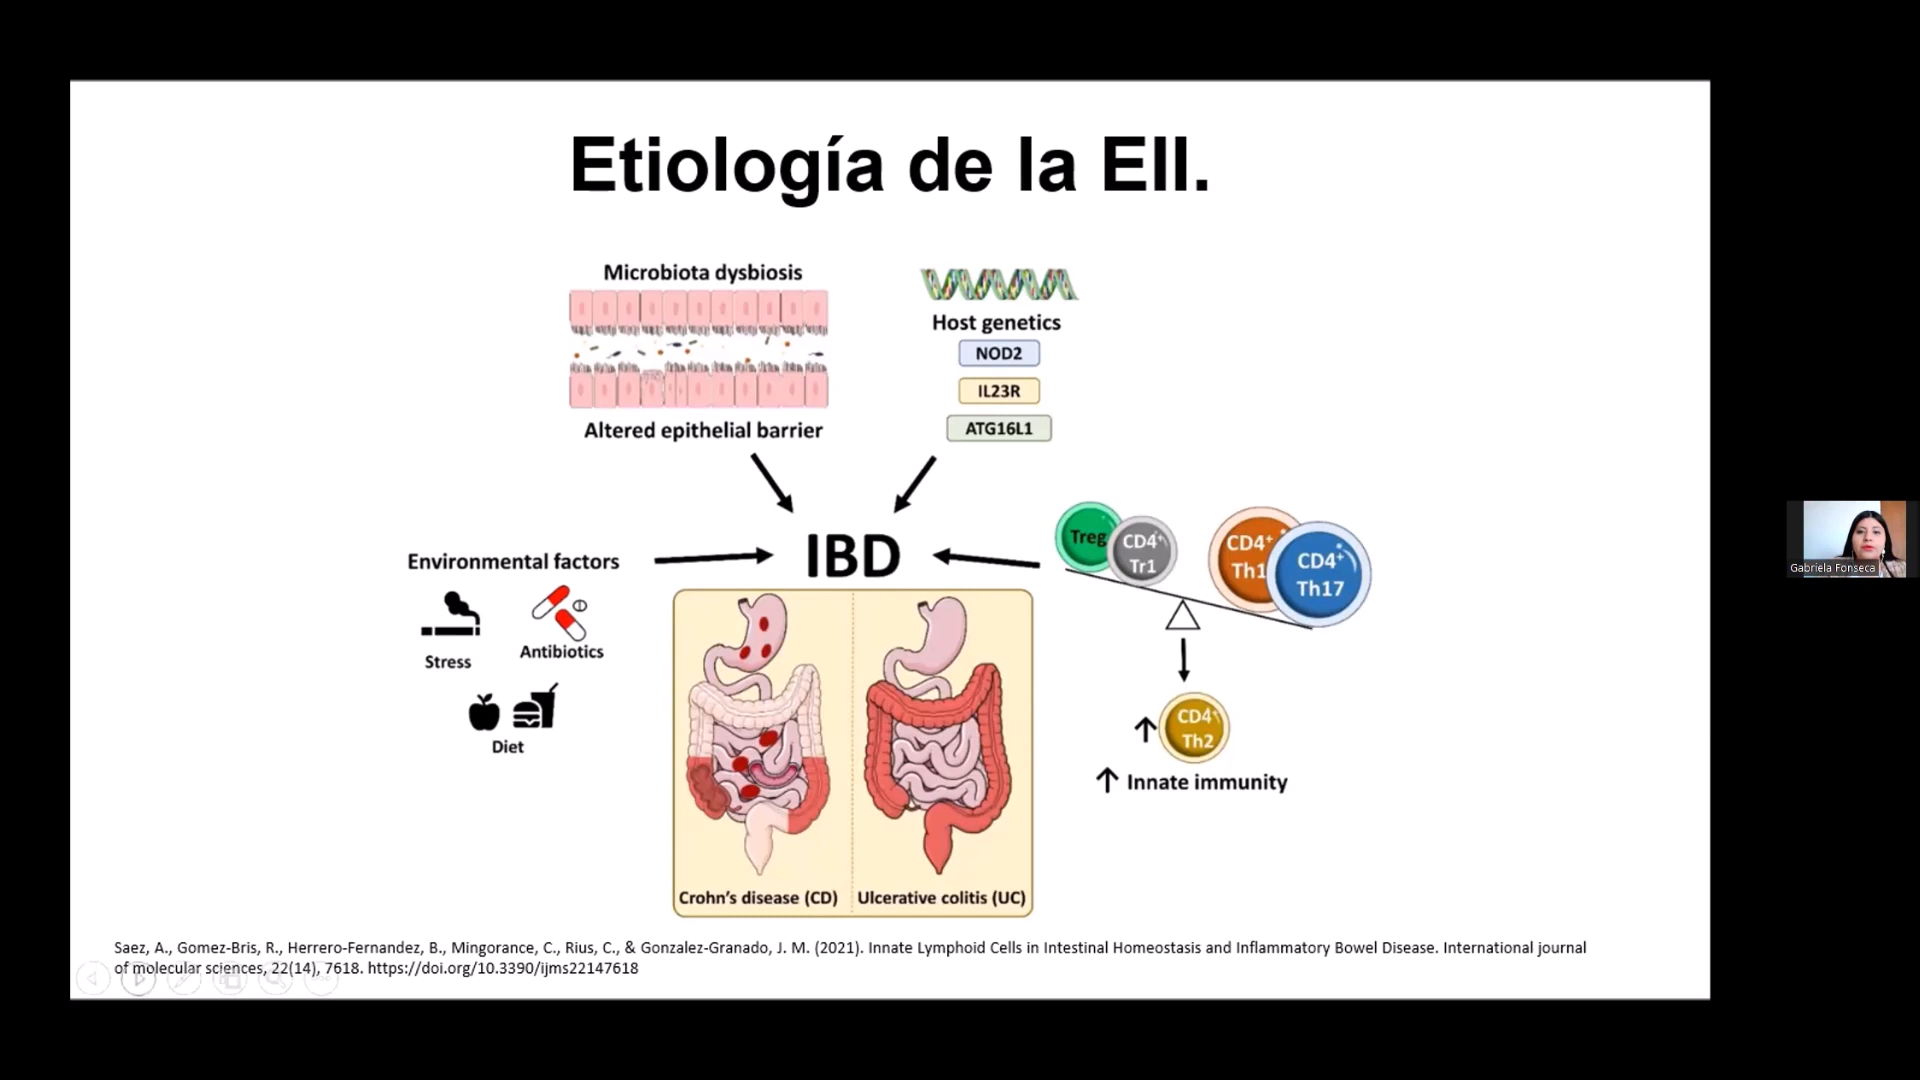 Etiología de la EII.
Microbiota dysbiosis
Altered epithelial barrier
Host genetics
NOD2
IL23R
ATG16L1
Environmental factors
Stress
Antibiotics
Diet
IBD
Treg
CD4+
Tr1
CD4+
Th1
CD4+
Th17
CD4+
Th2
Innate immunity
Crohn's disease (CD)
Ulcerative colitis (UC)
Saez, A., Gomez-Bris, R., Herrero-Fernandez, B., Mingorance, C., Rius, C., & Gonzalez-Granado, J. M. (2021). Innate Lymphoid Cells in Intestinal Homeostasis and Inflammatory Bowel Disease. International journal
of molecular sciences, 22(14), 7618. https://doi.org/10.3390/ijms22147618
Gabriela Fonseca